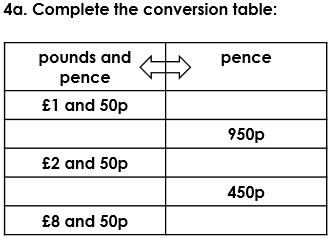 4a. Complete the conversion table:
pounds and pence
pence
£1 and 50p
950p
£2 and 50p
450p
£8 and 50p